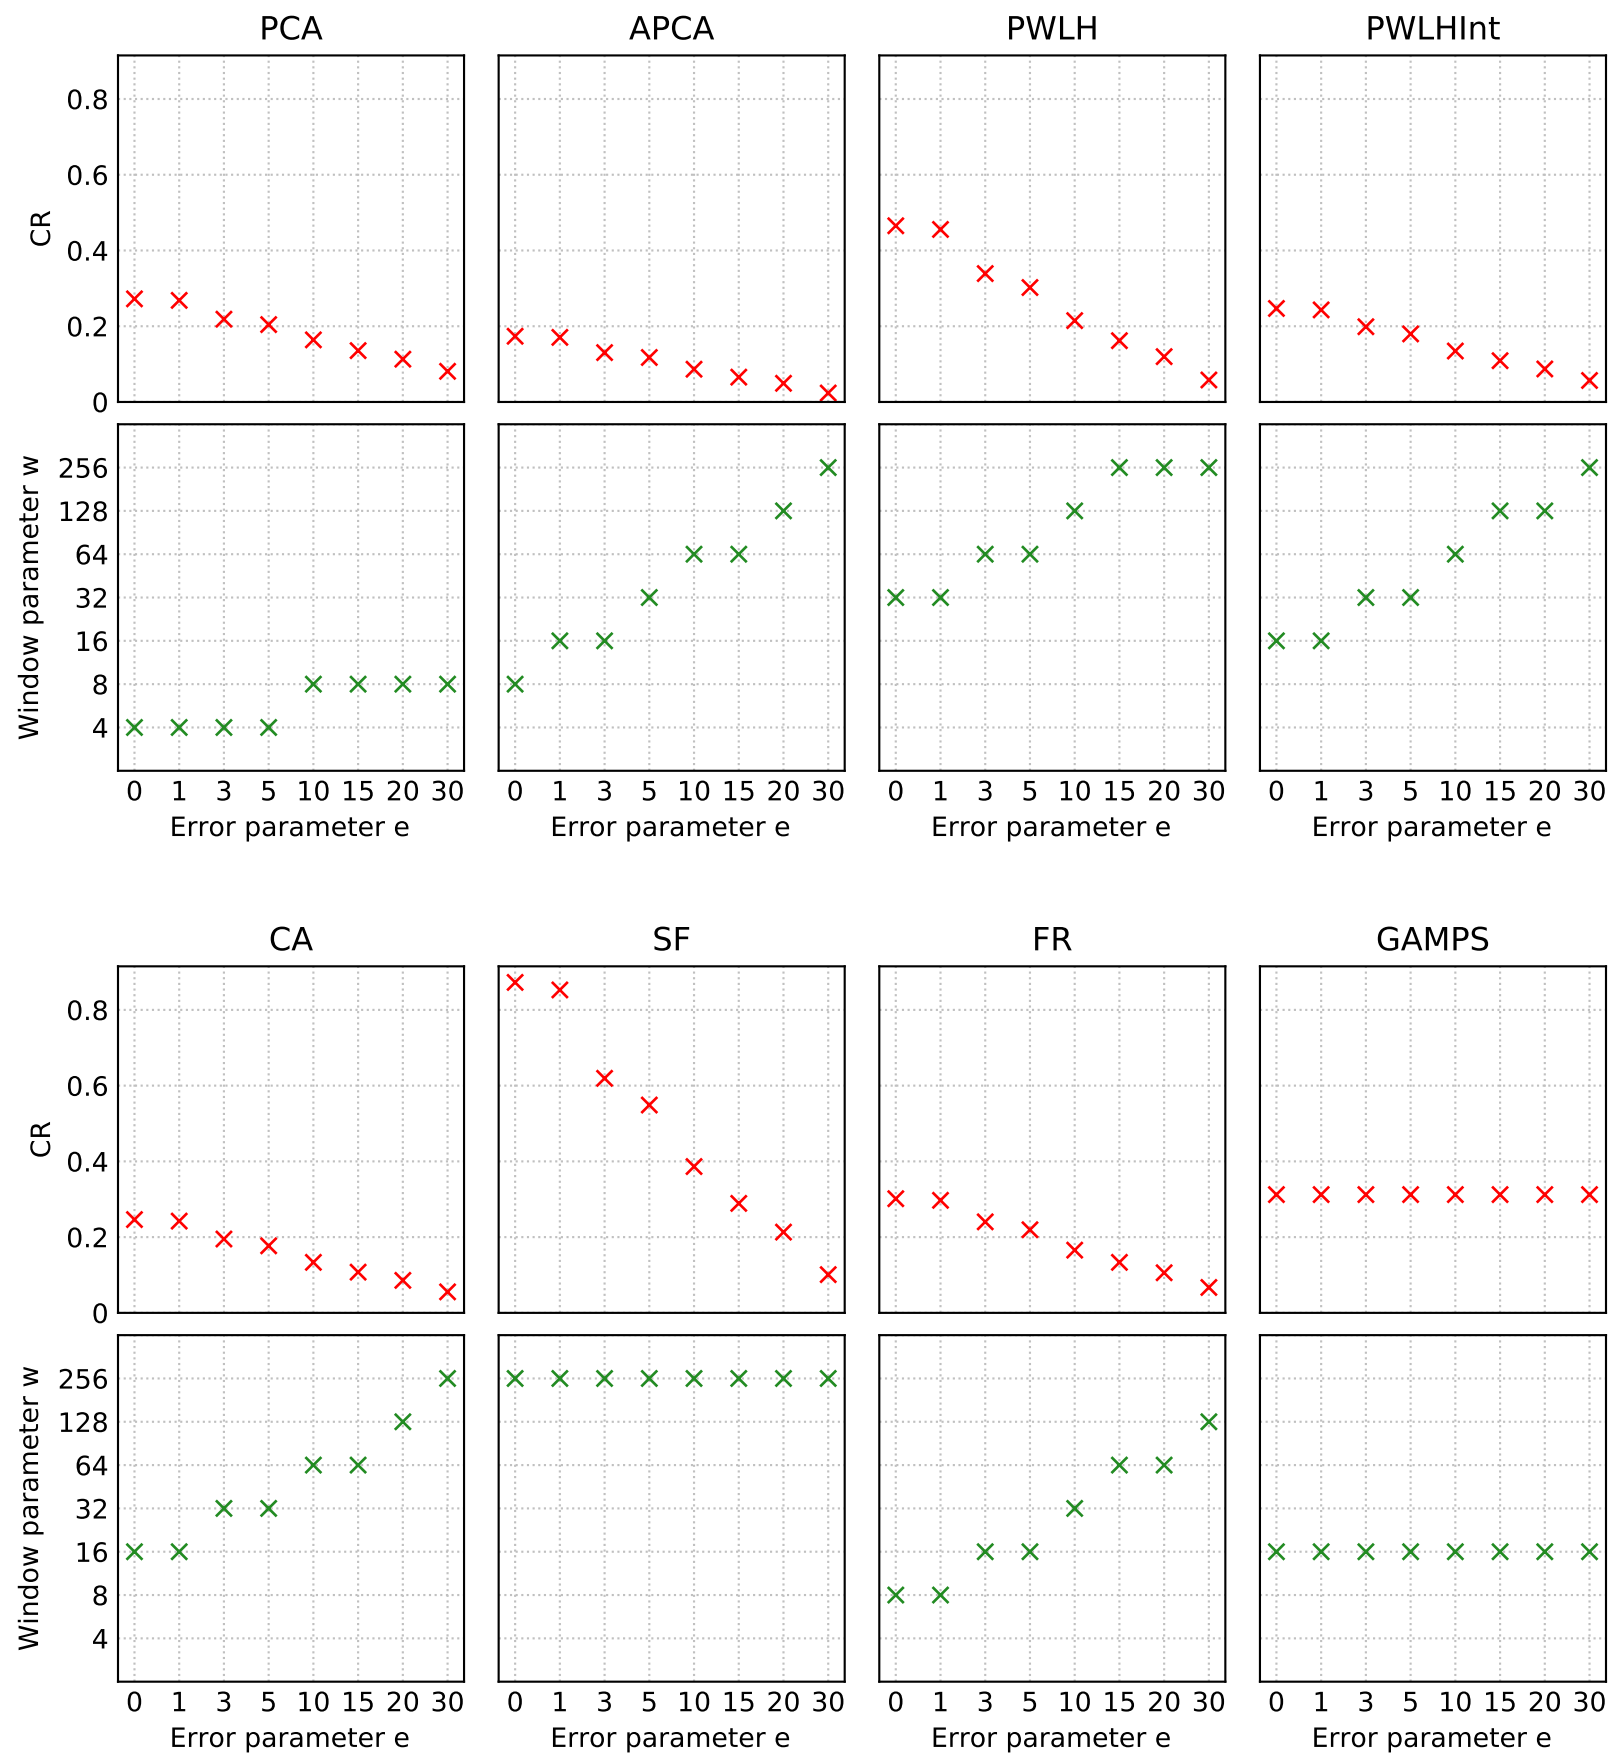 PCA APCA PWLH PWLHInt
0.8
0.6
CR
0.4
0.2
0
Window parameter w
256
128
64
32
16
8
4
0 1 3 5 10 15 20 30 0 1 3 5 10 15 20 30 0 1 3 5 10 15 20 30 0 1 3 5 10 15 20 30
Error parameter e Error parameter e Error parameter e Error parameter e
CA SF FR GAMPS
0.8
0.6
CR
0.4
0.2
0
Window parameter w
256
128
64
32
16
8
4
0 1 3 5 10 15 20 30 0 1 3 5 10 15 20 30 0 1 3 5 10 15 20 30 0 1 3 5 10 15 20 30
Error parameter e Error parameter e Error parameter e Error parameter e